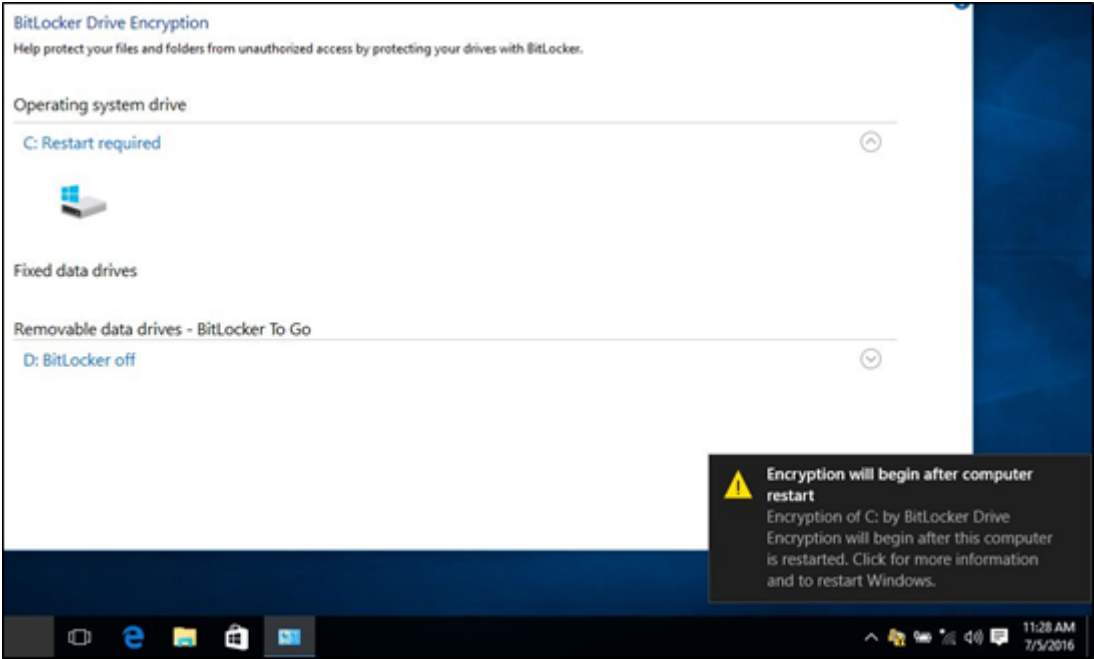 BitLocker Drive Encryption
Help protect your files and folders from unauthorized access by protecting your drives with BitLocker.
Operating system drive
C: Restart required
Fixed data drives
Removable data drives - BitLocker To Go
D: BitLocker off
Encryption will begin after computer
restart
Encryption of C: by BitLocker Drive
Encryption will begin after this computer
is restarted. Click for more information
and to restart Windows.
11:28 AM
7/5/2016